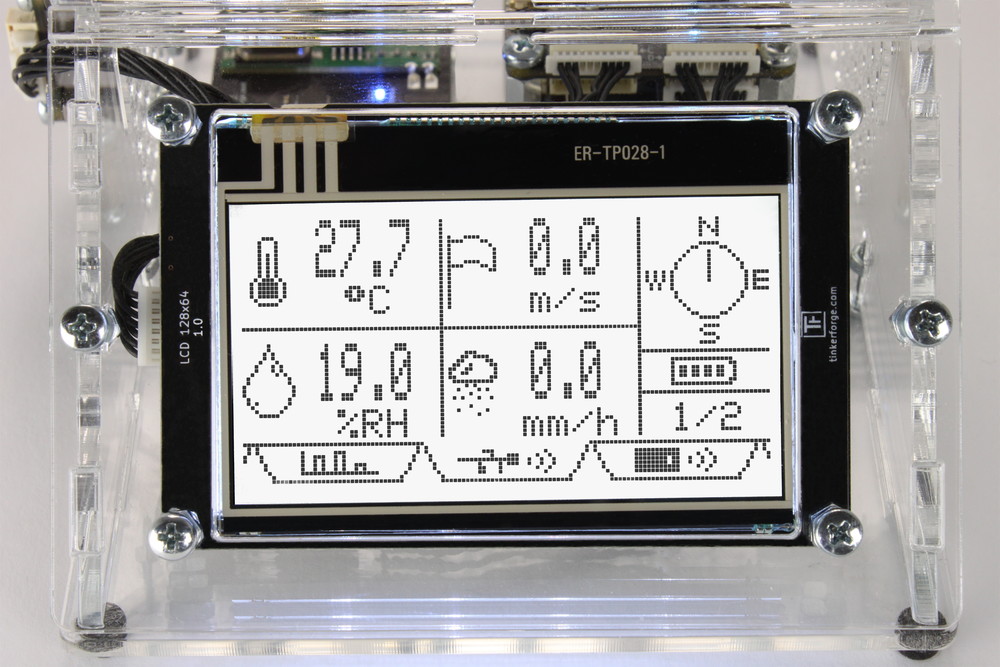 ER-TP028-1
27.7
°C
0.0
m/s
N
W E
S
19.0
%RH
0.0
mm/h
1/2
LCD 128x64
1.0
TF
tinkerforge.com